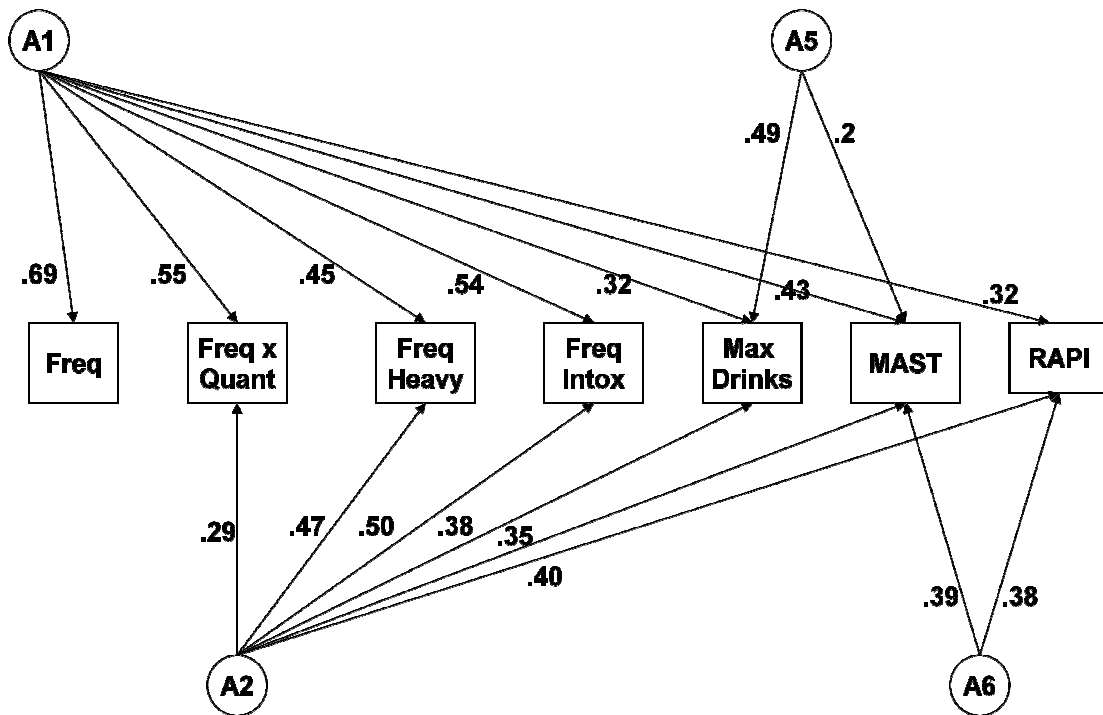 A1
A5
.49
.2
.69
.55
.45
.54
.32
.43
.32
Freq
Freq x
Quant
Freq
Heavy
Freq
Intox
Max
Drinks
MAST
RAPI
.29
.47
.50
.38
.35
.40
.39
.38
A2
A6